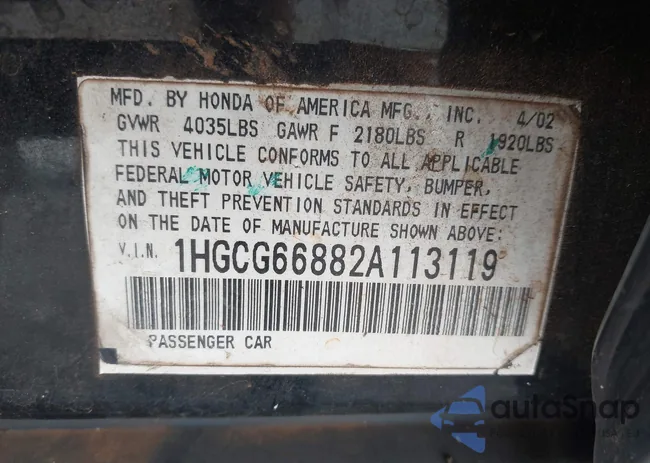 MFD. BY HONDA OF AMERICA MFG., INC. 4/02
GVWR 4035LBS GAWR F 2180LBS R 1920LBS
THIS VEHICLE CONFORMS TO ALL APPLICABLE
FEDERAL MOTOR VEHICLE SAFETY, BUMPER,
AND THEFT PREVENTION STANDARDS IN EFFECT
ON THE DATE OF MANUFACTURE SHOWN ABOVE:
V.I.N. 1HGCG66882A113119
PASSENGER CAR
autoSnap